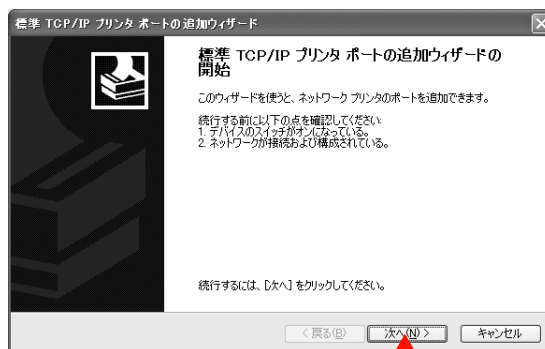 標準 TCP/IP プリンタ ポートの追加ウィザード
標準 TCP/IP プリンタ ポートの追加ウィザードの
開始
このウィザードを使うと、ネットワーク プリンタのポートを追加できます。
続行する前に以下の点を確認してください:
1. デバイスのスイッチがオンになっている。
2. ネットワークが接続および構成されている。
続行するには、[次へ] をクリックしてください。
< 戻る(B)
次へ(N) >
キャンセル